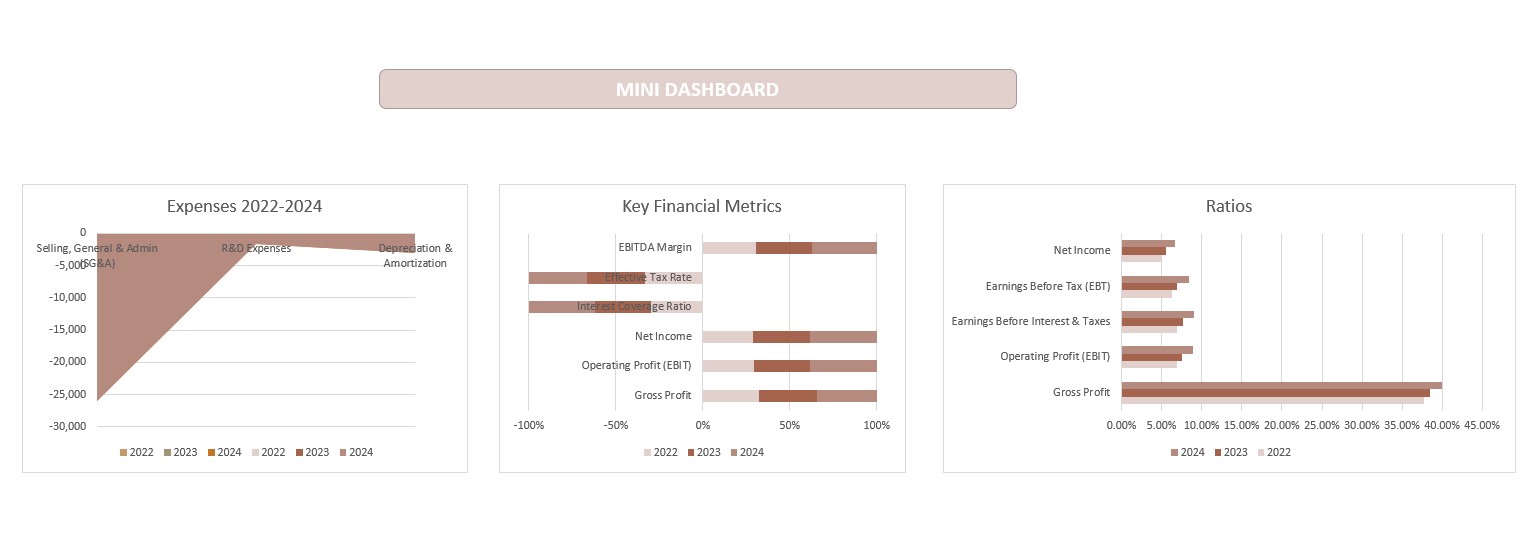 MINI DASHBOARD
Expenses 2022-2024
0
Selling, General & Admin
(SG&A)
R&D Expenses
Depreciation &
Amortization
-5,000
-10,000
-15,000
-20,000
-25,000
-30,000
2022 2023 2024 2022 2023 2024
Key Financial Metrics
EBITDA Margin
Effective Tax Rate
Interest Coverage Ratio
Net Income
Operating Profit (EBIT)
Gross Profit
-100% -50% 0% 50% 100%
2022 2023 2024
Ratios
Net Income
Earnings Before Tax (EBT)
Earnings Before Interest & Taxes
Operating Profit (EBIT)
Gross Profit
0.00% 5.00% 10.00% 15.00% 20.00% 25.00% 30.00% 35.00% 40.00% 45.00%
2024 2023 2022